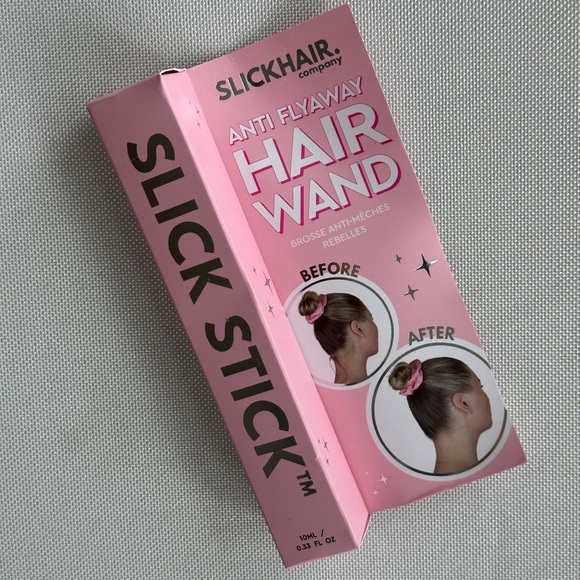 SLICKHAIR.
company
ANTI FLYAWAY
HAIR
WAND
BROSSE ANTI-MÈCHES
REBELLES
BEFORE
AFTER
SLICK STICK™
10ML /
0.33 FL OZ